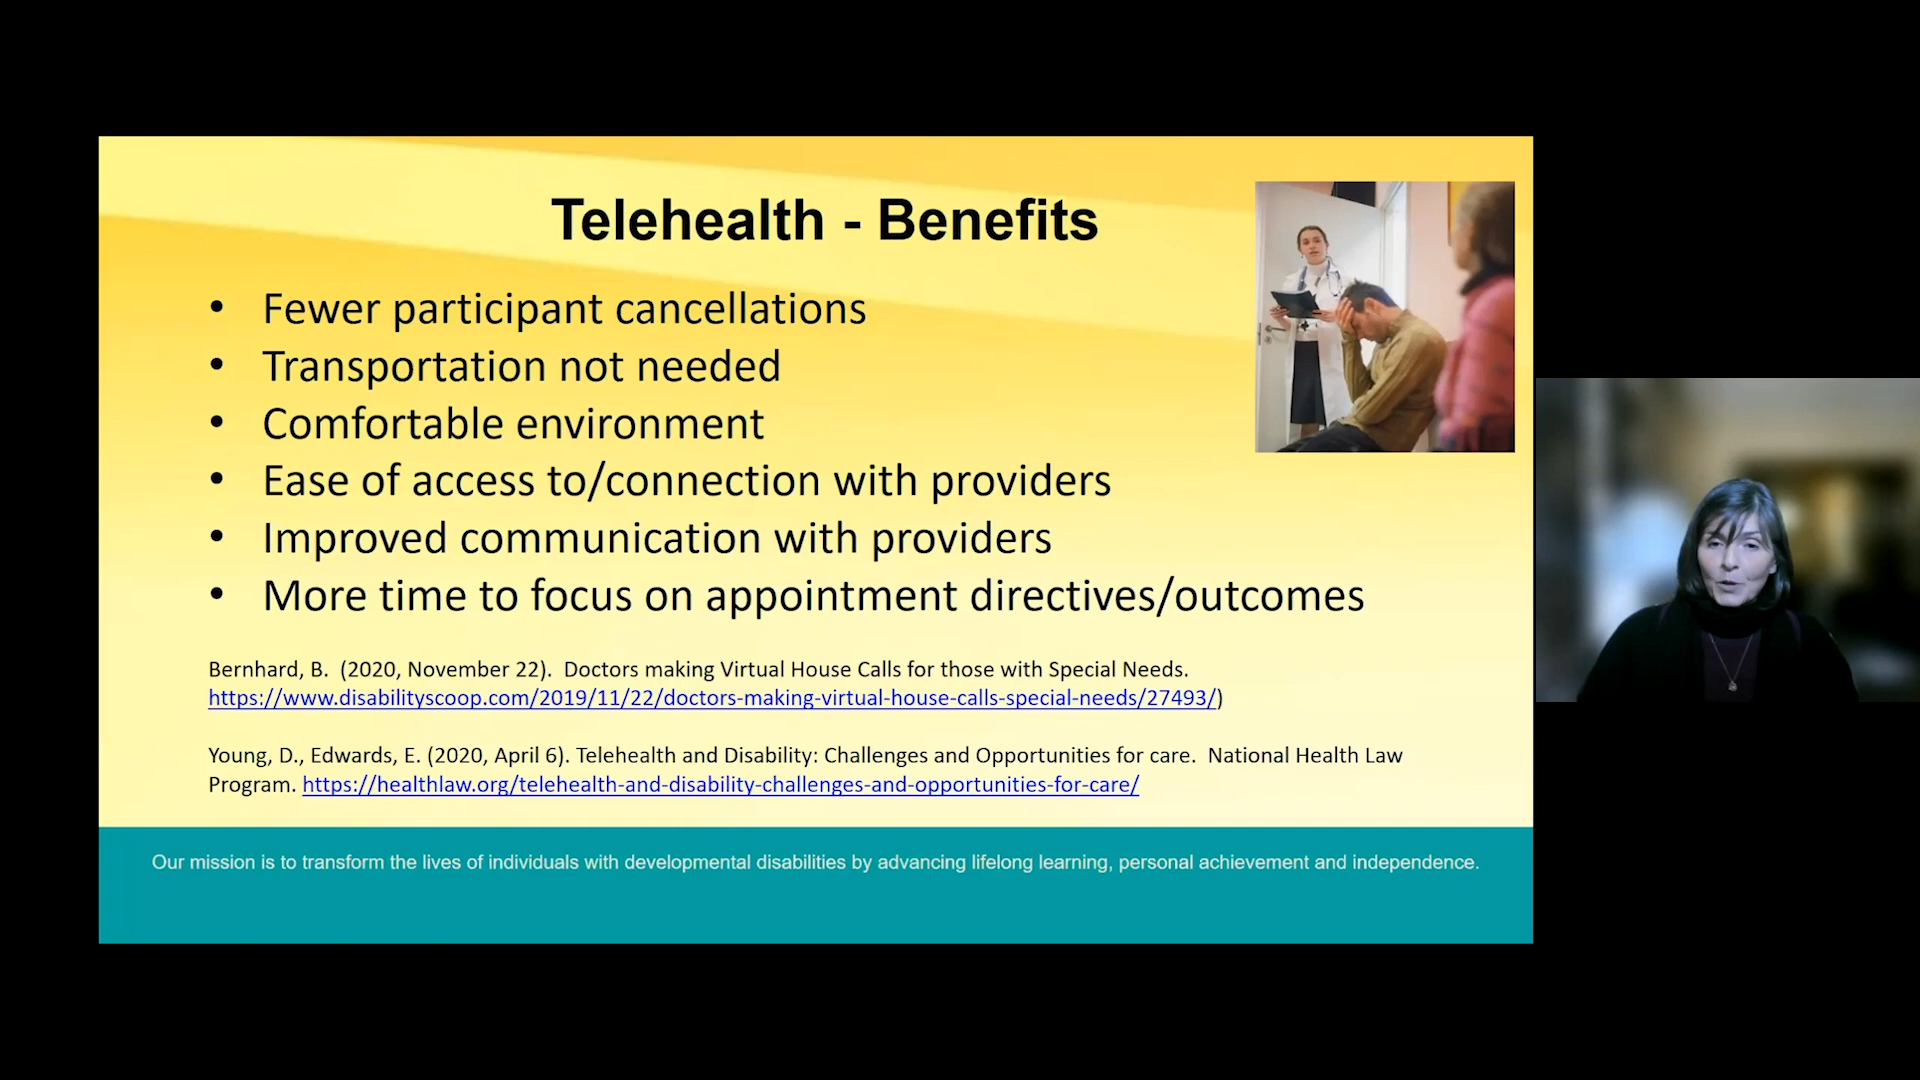 Telehealth - Benefits
• Fewer participant cancellations
• Transportation not needed
• Comfortable environment
• Ease of access to/connection with providers
• Improved communication with providers
• More time to focus on appointment directives/outcomes
Bernhard, B.  (2020, November 22).  Doctors making Virtual House Calls for those with Special Needs.
https://www.disabilityscoop.com/2019/11/22/doctors-making-virtual-house-calls-special-needs/27493/)
Young, D., Edwards, E. (2020, April 6). Telehealth and Disability: Challenges and Opportunities for care.  National Health Law
Program. https://healthlaw.org/telehealth-and-disability-challenges-and-opportunities-for-care/
Our mission is to transform the lives of individuals with developmental disabilities by advancing lifelong learning, personal achievement and independence.